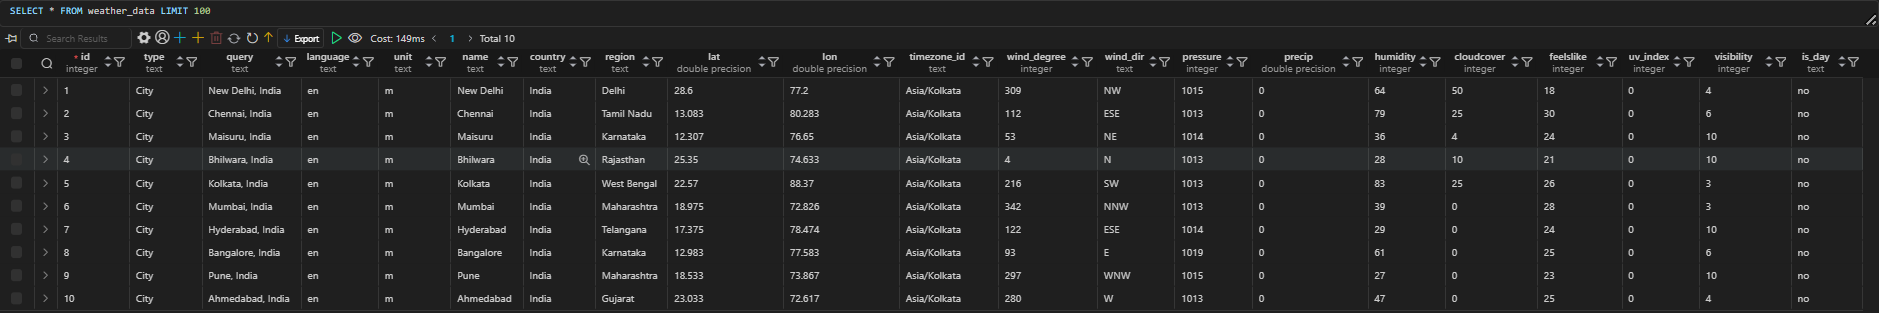 SELECT * FROM weather_data LIMIT 100
Search Results Export Cost: 149ms < 1 > Total 10
* id type query language unit name country region lat lon timezone_id wind_degree wind_dir pressure precip humidity cloudcover feelslike uv_index visibility is_day
integer text text text text text text text double precision double precision text integer text integer double precision integer integer integer integer integer text
1 City New Delhi, India en m New Delhi India Delhi 28.6 77.2 Asia/Kolkata 309 NW 1015 0 64 50 18 0 4 no
2 City Chennai, India en m Chennai India Tamil Nadu 13.083 80.283 Asia/Kolkata 112 ESE 1013 0 79 25 30 0 6 no
3 City Maisuru, India en m Maisuru India Karnataka 12.307 76.65 Asia/Kolkata 53 NE 1014 0 36 4 24 0 10 no
4 City Bhilwara, India en m Bhilwara India Rajasthan 25.35 74.633 Asia/Kolkata 4 N 1013 0 28 10 21 0 10 no
5 City Kolkata, India en m Kolkata India West Bengal 22.57 88.37 Asia/Kolkata 216 SW 1013 0 83 25 26 0 3 no
6 City Mumbai, India en m Mumbai India Maharashtra 18.975 72.826 Asia/Kolkata 342 NNW 1013 0 39 0 28 0 3 no
7 City Hyderabad, India en m Hyderabad India Telangana 17.375 78.474 Asia/Kolkata 122 ESE 1014 0 29 0 24 0 10 no
8 City Bangalore, India en m Bangalore India Karnataka 12.983 77.583 Asia/Kolkata 93 E 1019 0 61 0 25 0 6 no
9 City Pune, India en m Pune India Maharashtra 18.533 73.867 Asia/Kolkata 297 WNW 1015 0 27 0 23 0 10 no
10 City Ahmedabad, India en m Ahmedabad India Gujarat 23.033 72.617 Asia/Kolkata 280 W 1013 0 47 0 25 0 4 no